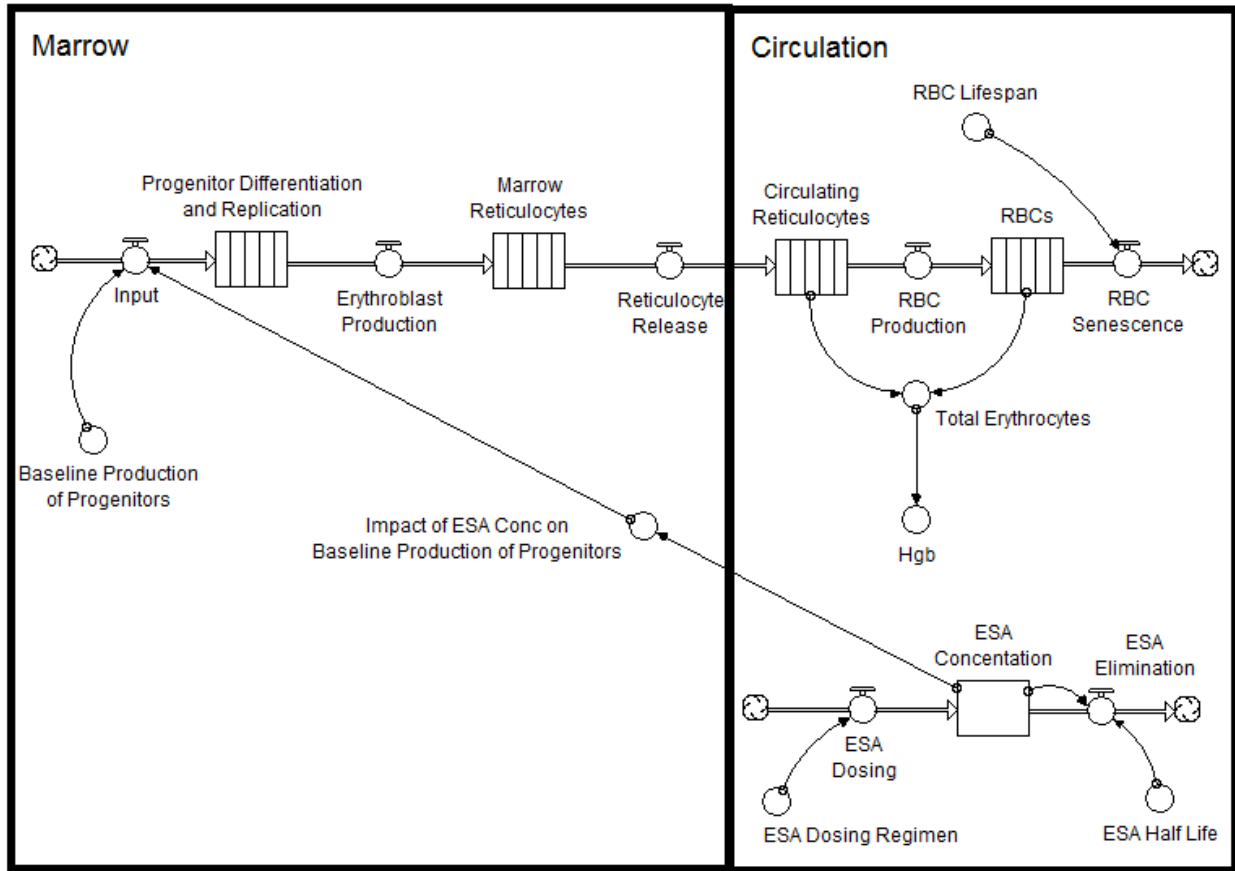 Marrow
Progenitor Differentiation
and Replication
Marrow
Reticulocytes
Input
Erythroblast
Production
Reticulocyte
Release
Baseline Production
of Progenitors
Impact of ESA Conc on
Baseline Production of Progenitors
Circulation
RBC Lifespan
Circulating
Reticulocytes
RBCs
RBC
Production
RBC
Senescence
Total Erythrocytes
Hgb
ESA
Concentation
ESA
Elimination
ESA
Dosing
ESA Dosing Regimen
ESA Half Life